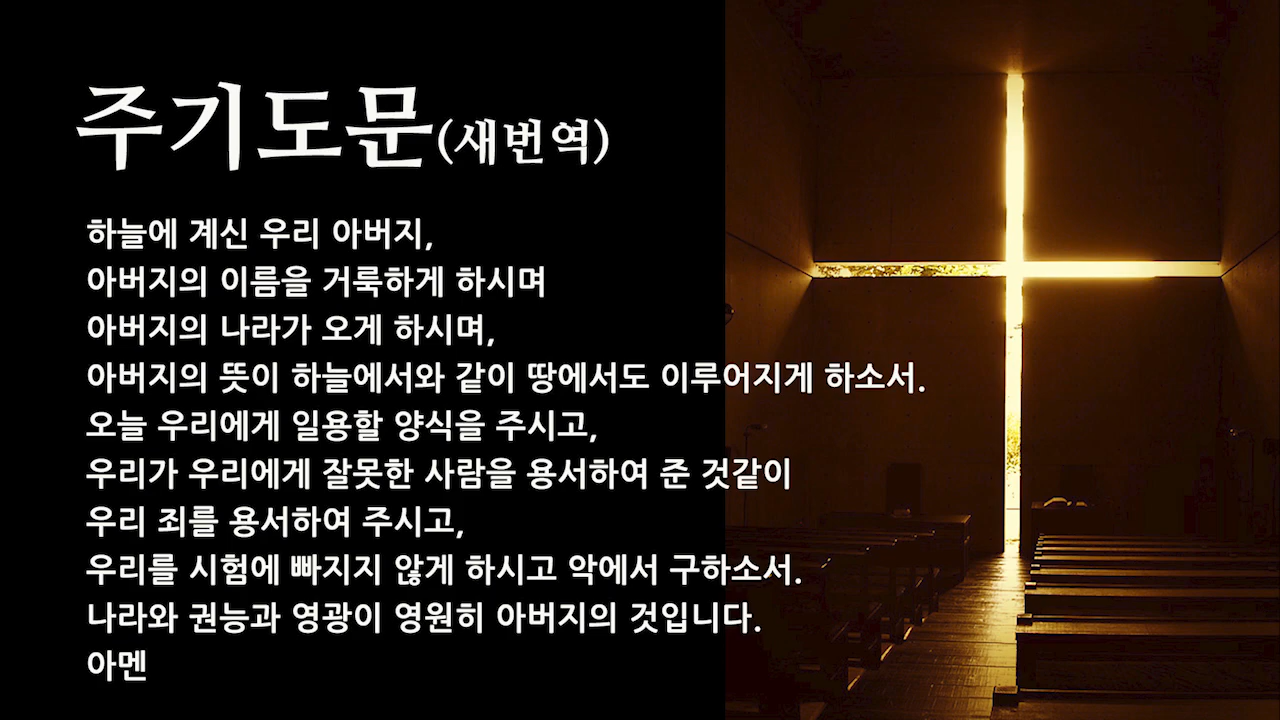 주기도문(새번역)
하늘에 계신 우리 아버지,
아버지의 이름을 거룩하게 하시며
아버지의 나라가 오게 하시며,
아버지의 뜻이 하늘에서와 같이 땅에서도 이루어지게 하소서.
오늘 우리에게 일용할 양식을 주시고,
우리가 우리에게 잘못한 사람을 용서하여 준 것같이
우리 죄를 용서하여 주시고,
우리를 시험에 빠지지 않게 하시고 악에서 구하소서.
나라와 권능과 영광이 영원히 아버지의 것입니다.
아멘